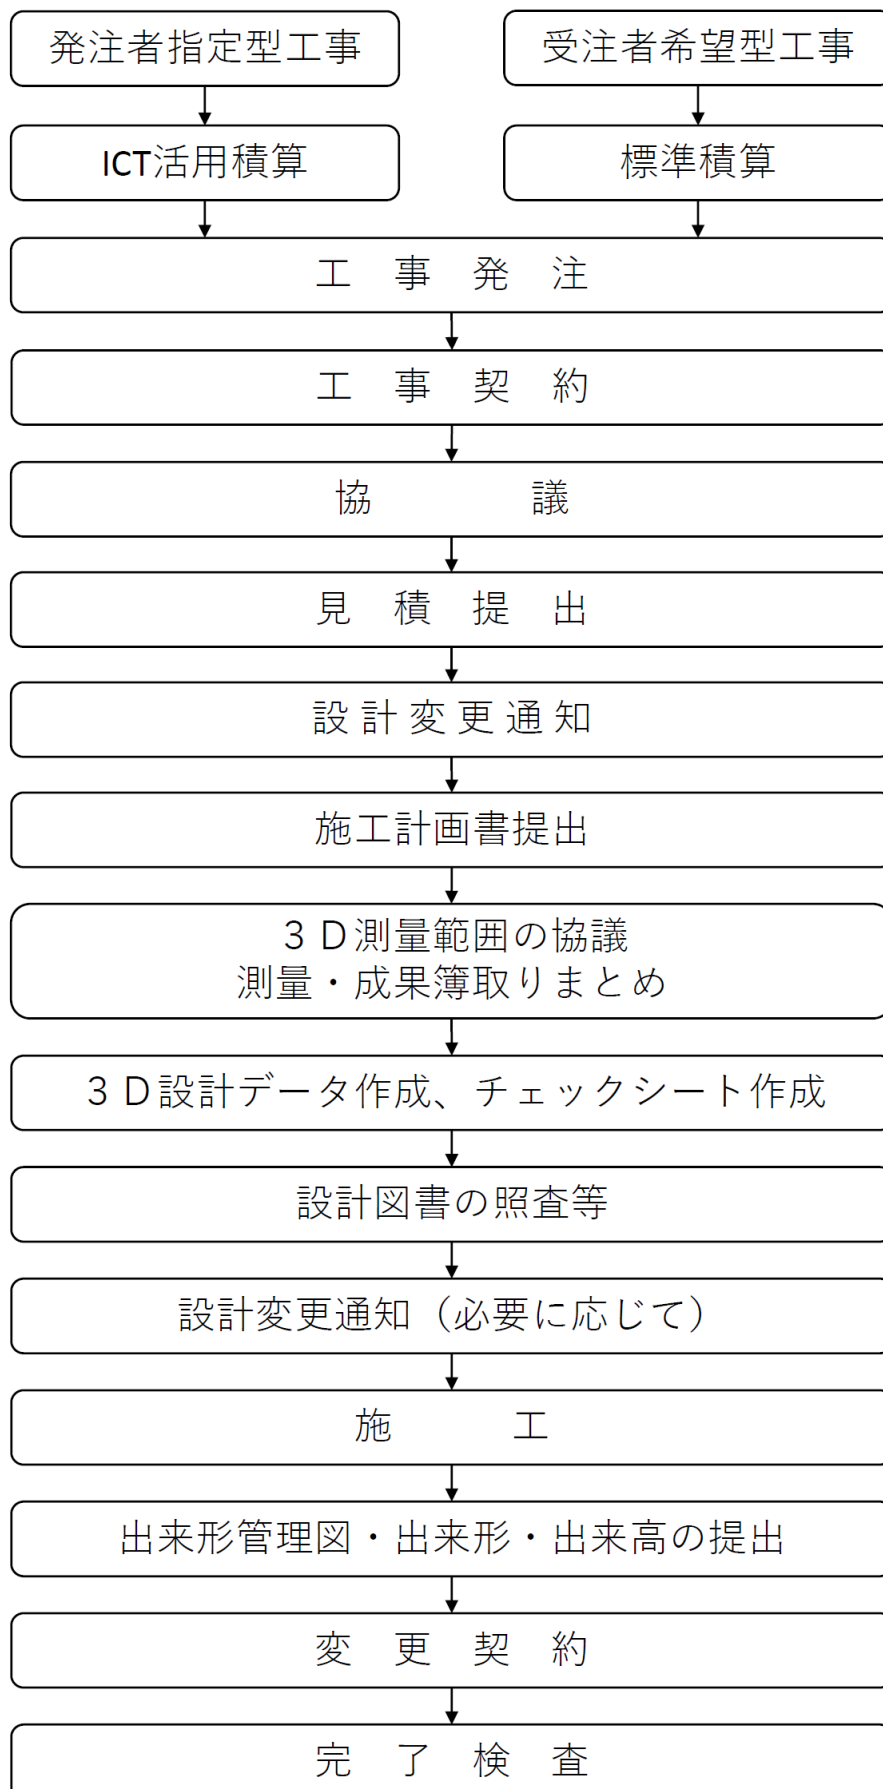 発注者指定型工事
受注者希望型工事
ICT活用積算
標準積算
工　事　発　注
工　事　契　約
協　　　　議
見　積　提　出
設 計 変 更 通 知
施工計画書提出
３Ｄ測量範囲の協議
測量・成果簿取りまとめ
３Ｄ設計データ作成、チェックシート作成
設計図書の照査等
設計変更通知（必要に応じて）
施　　　工
出来形管理図・出来形・出来高の提出
変　更　契　約
完　了　検　査